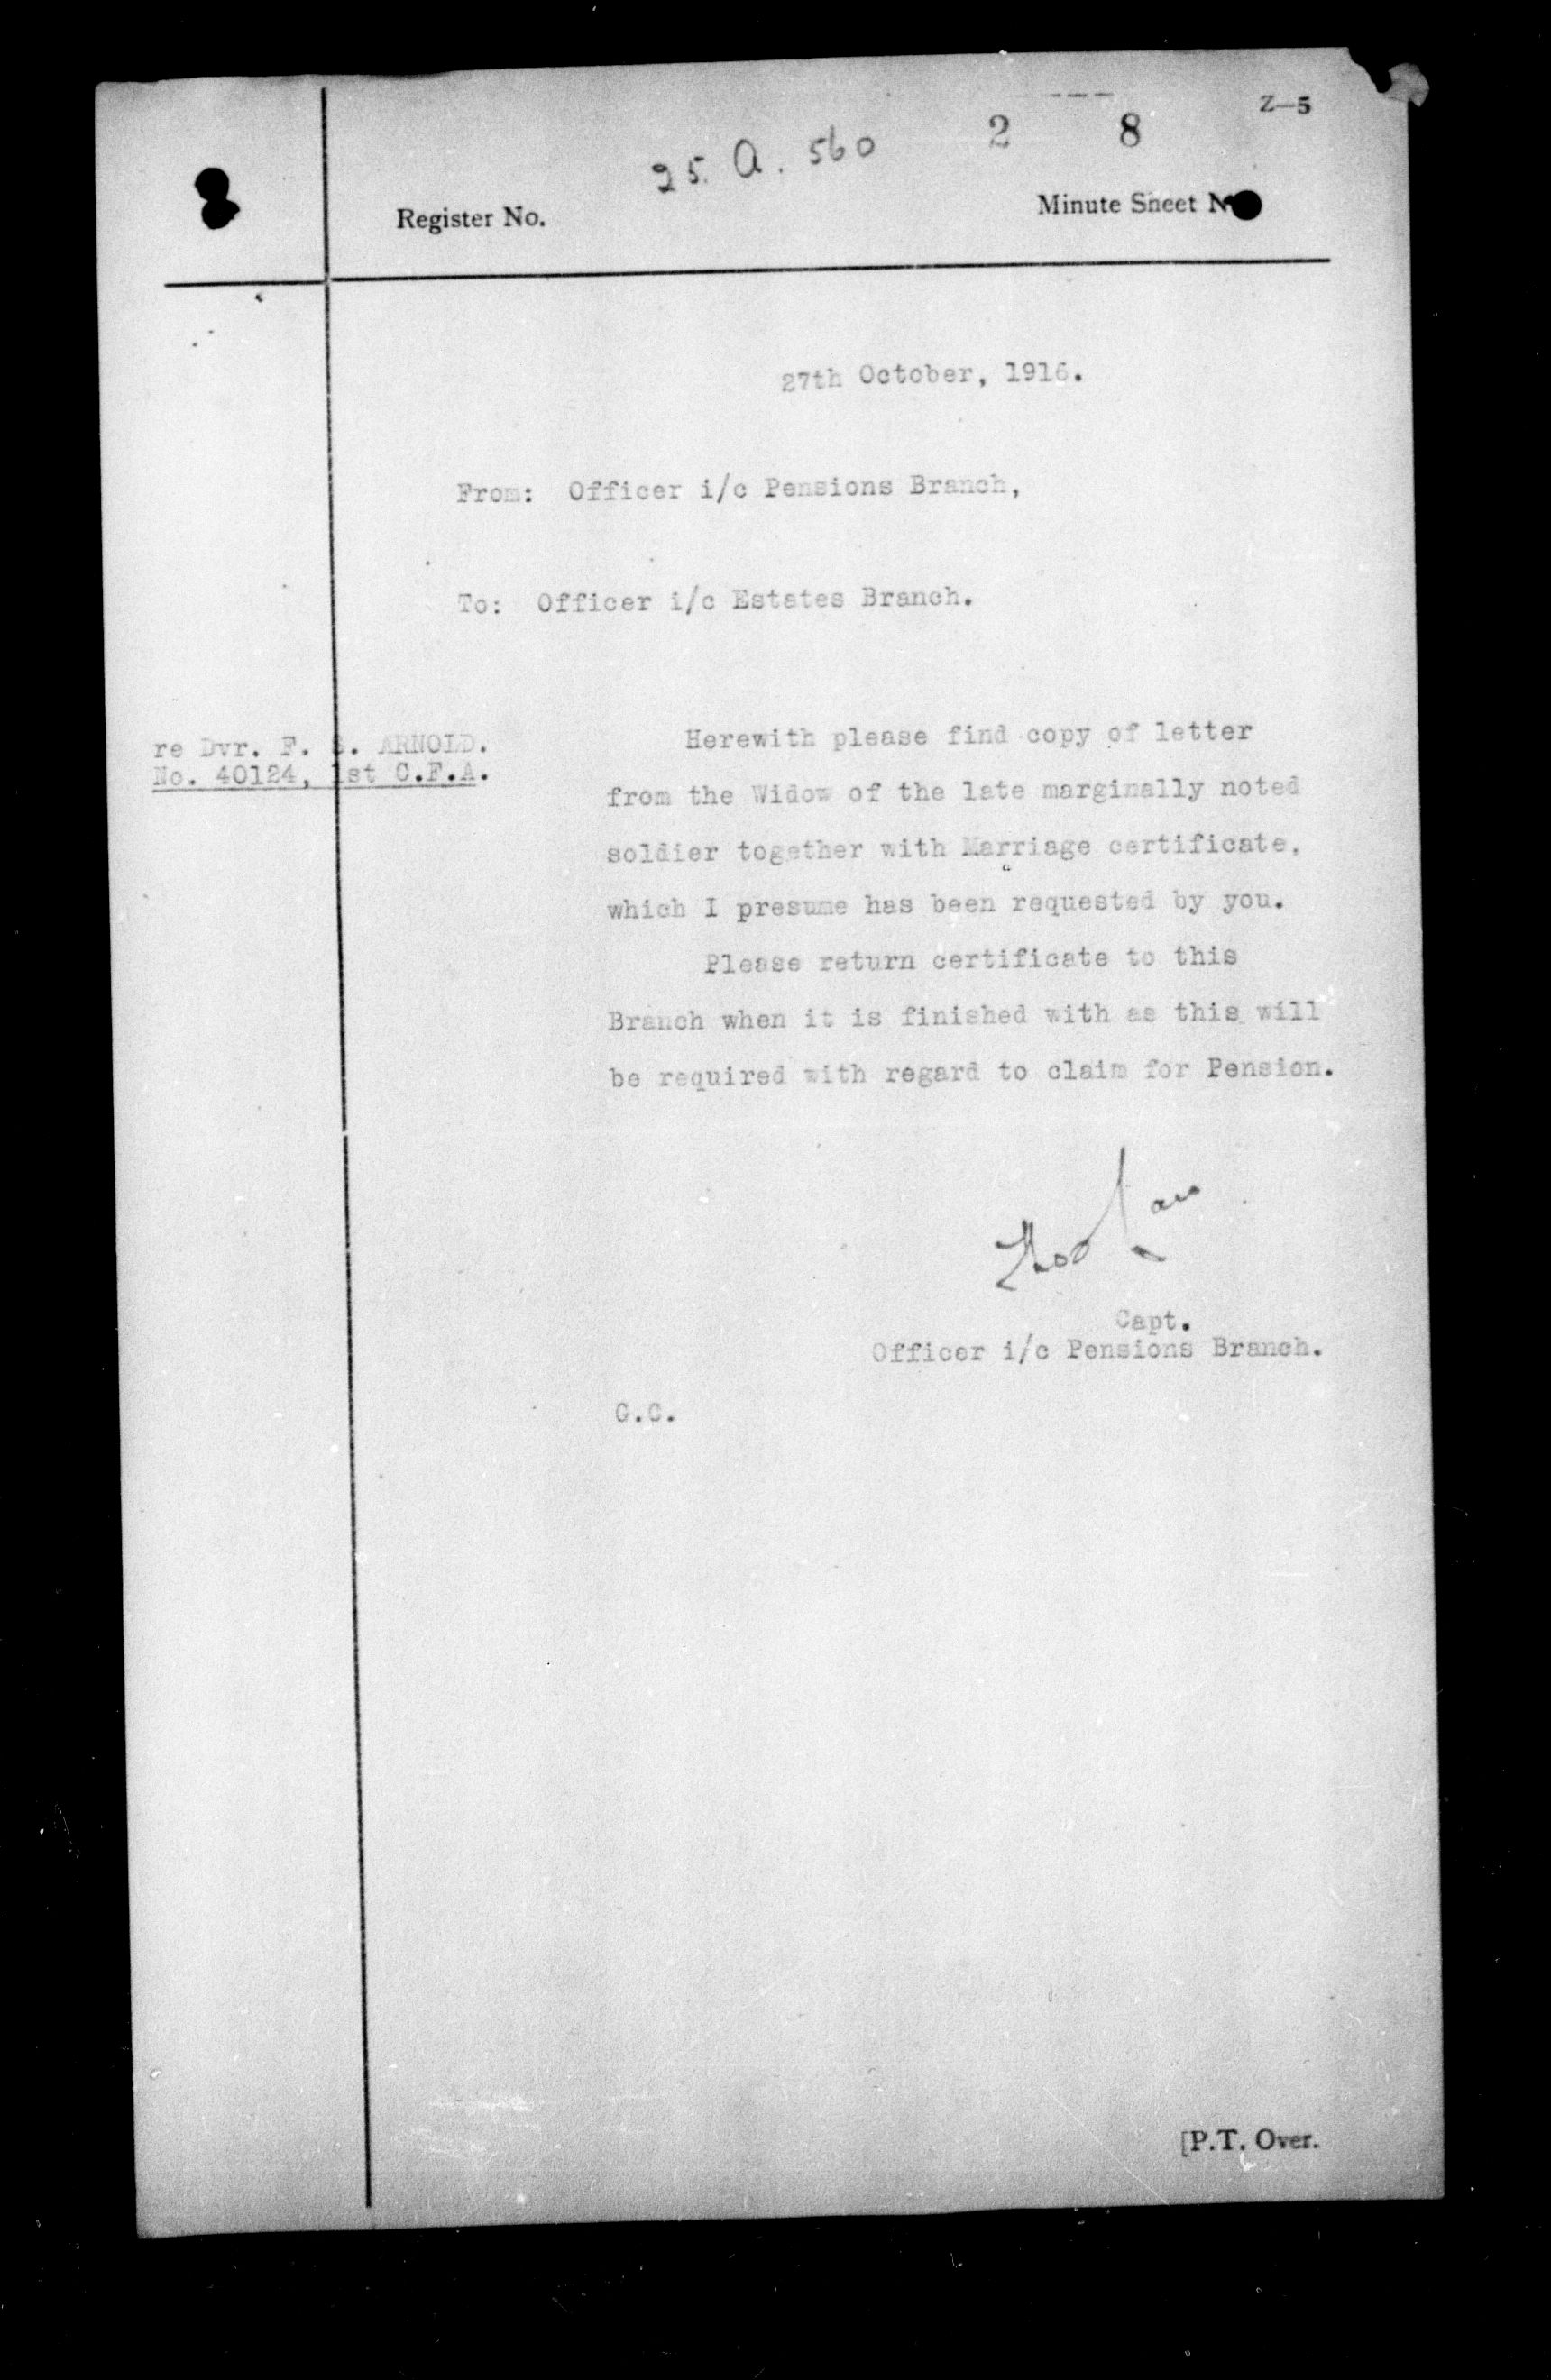 Z—5
2 8
25. A. 560
Register No.
Minute Sheet
27th October, 1916.
From: Officer i/c Pensions Branch,
To: Officer i/c Estates Branch.
re Dvr. F. ARNOLD.
No. 40124, 1st C.F.A.
Herewith please find copy of letter
from the Widow of the late marginally noted
soldier together with Marriage certificate,
which I presume has been requested by you.
Please return certificate to this
Branch when it is finished with as this will
be required with regard to claim for Pension.
Capt.
Officer i/c Pensions Branch.
G.C.
[P.T. Over.